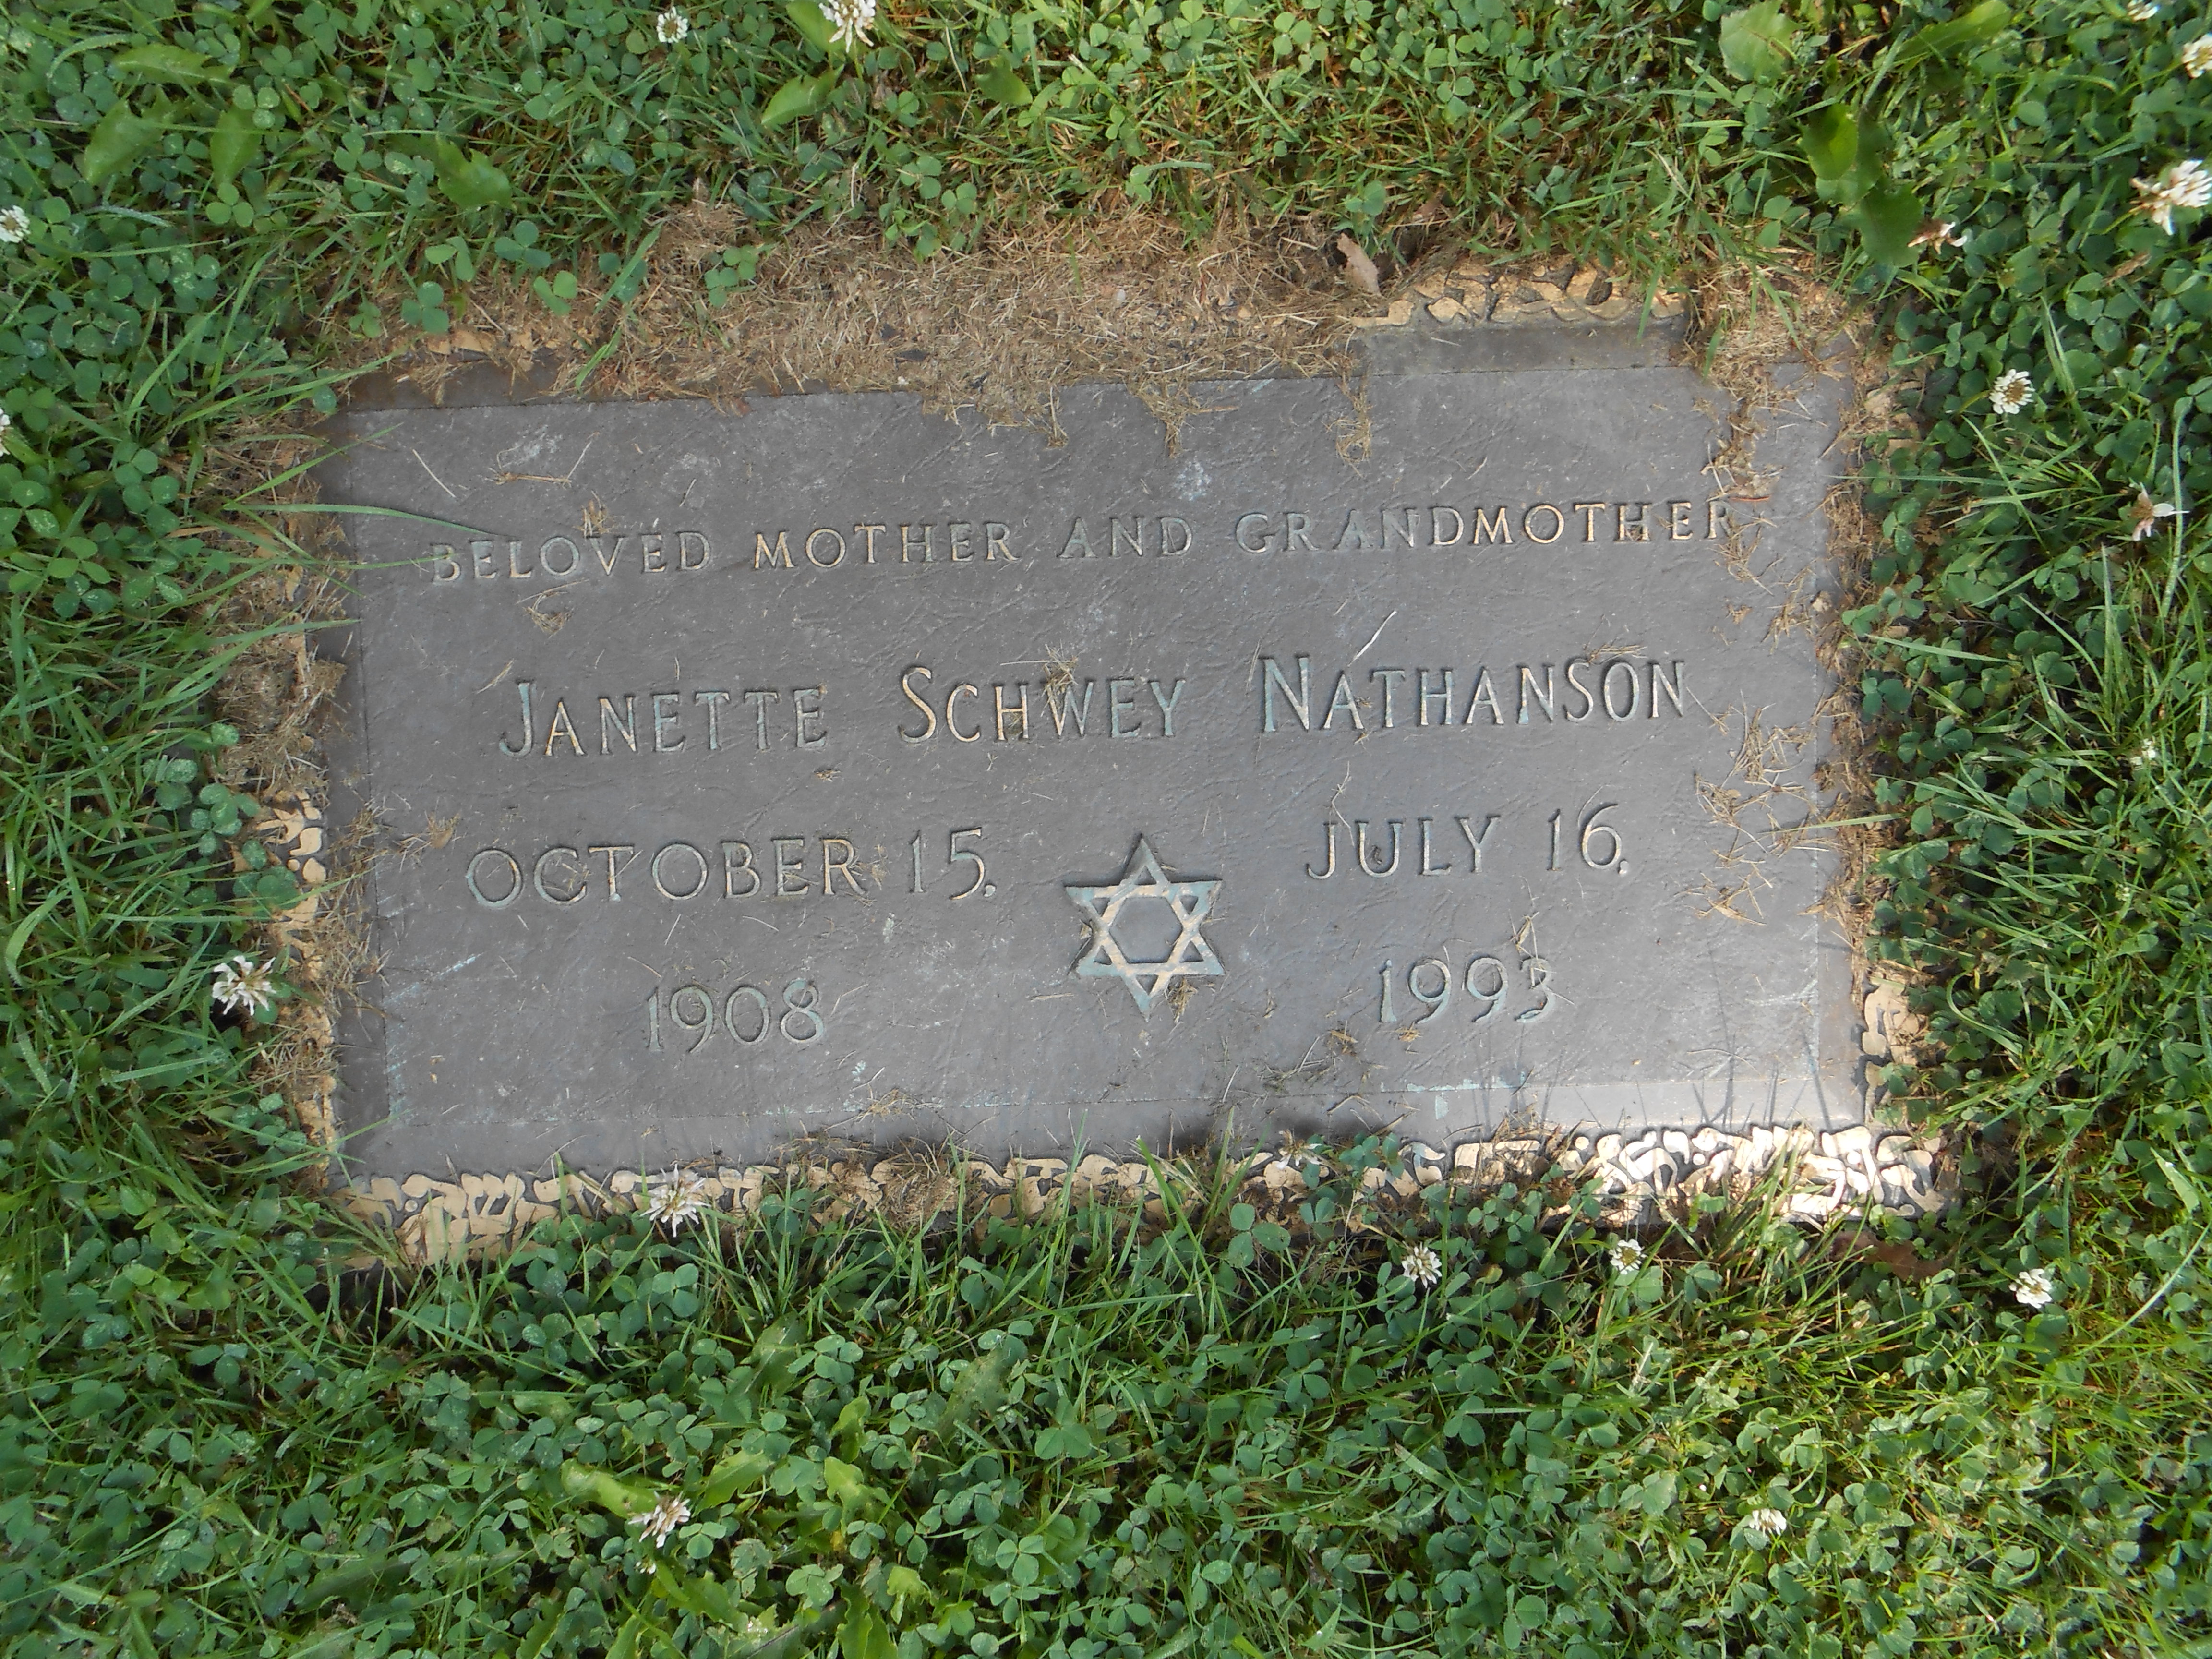 BELOVED MOTHER AND GRANDMOTHER
JANETTE SCHWEY NATHANSON
OCTOBER 15, JULY 16,
1908 1993